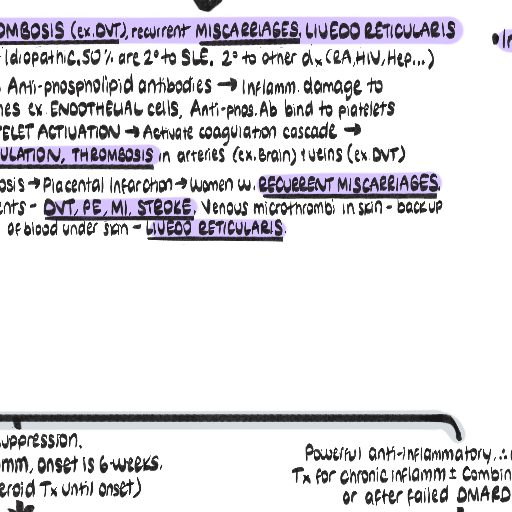 OMBOSIS (ex.DVT), recurrent MISCARRIAGES, LIVEDO RETICULARIS
Idiopathic. 50% are 2° to SLE. 2° to other dx (RA, HIV, Hep...)
Anti-phospholipid antibodies → Inflamm. damage to
nes ex. ENDOTHELIAL cells, Anti-phos. Ab bind to platelets
ELET ACTIVATION → Activate coagulation cascade →
ULATION, THROMBOSIS in arteries (ex. Brain) + veins (ex DVT)
osis → Placental Infarction → Women w. RECURRENT MISCARRIAGES.
nts - DVT, PE, MI, STROKE. Venous microthrombi in skin - back up
of blood under skin - LIVEDO RETICULARIS.
uppression.
mm, onset is 6 weeks.
eroid Tx until onset)
Powerful anti-inflammatory ∴
Tx for chronic inflamm ± Combin
or after failed DMARD